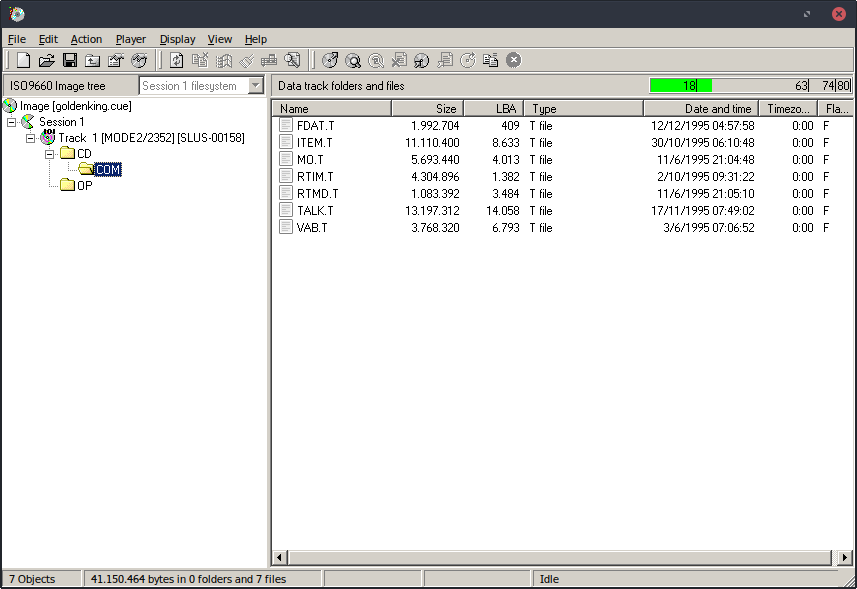 File Edit Action Player Display View Help
ISO9660 Image tree Session 1 filesystem Data track folders and files 18 63 74 80
Image [goldenking.cue]
Session 1
Track 1 [MODE2/2352] [SLUS-00158]
CD
COM
OP
Name Size LBA Type Date and time Timezo... Fla...
FDAT.T 1.992.704 409 T file 12/12/1995 04:57:58 0:00 F
ITEM.T 11.110.400 8.633 T file 30/10/1995 06:10:48 0:00 F
MO.T 5.693.440 4.013 T file 11/6/1995 21:04:48 0:00 F
RTIM.T 4.304.896 1.382 T file 2/10/1995 09:31:22 0:00 F
RTMD.T 1.083.392 3.484 T file 11/6/1995 21:05:10 0:00 F
TALK.T 13.197.312 14.058 T file 17/11/1995 07:49:02 0:00 F
VAB.T 3.768.320 6.793 T file 3/6/1995 07:06:52 0:00 F
7 Objects 41.150.464 bytes in 0 folders and 7 files Idle